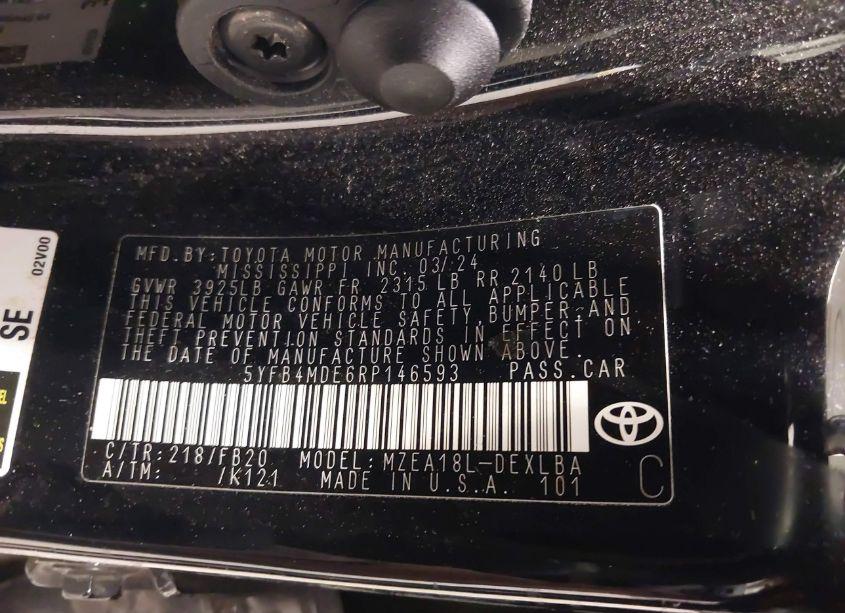 02V00
SE
MFD.BY:TOYOTA MOTOR MANUFACTURING
MISSISSIPPI INC. 03/24
GVWR 3925LB GAWR FR 2315 LB RR 2140 LB
THIS VEHICLE CONFORMS TO ALL APPLICABLE
FEDERAL MOTOR VEHICLE SAFETY, BUMPER,AND
THEFT PREVENTION STANDARDS IN EFFECT ON
THE DATE OF MANUFACTURE SHOWN ABOVE.
5YFB4MDE6RP146593 PASS.CAR
C/TR:218/FB20 MODEL:MZEA18L-DEXLBA
A/TM: /K121 MADE IN U.S.A. 101
C